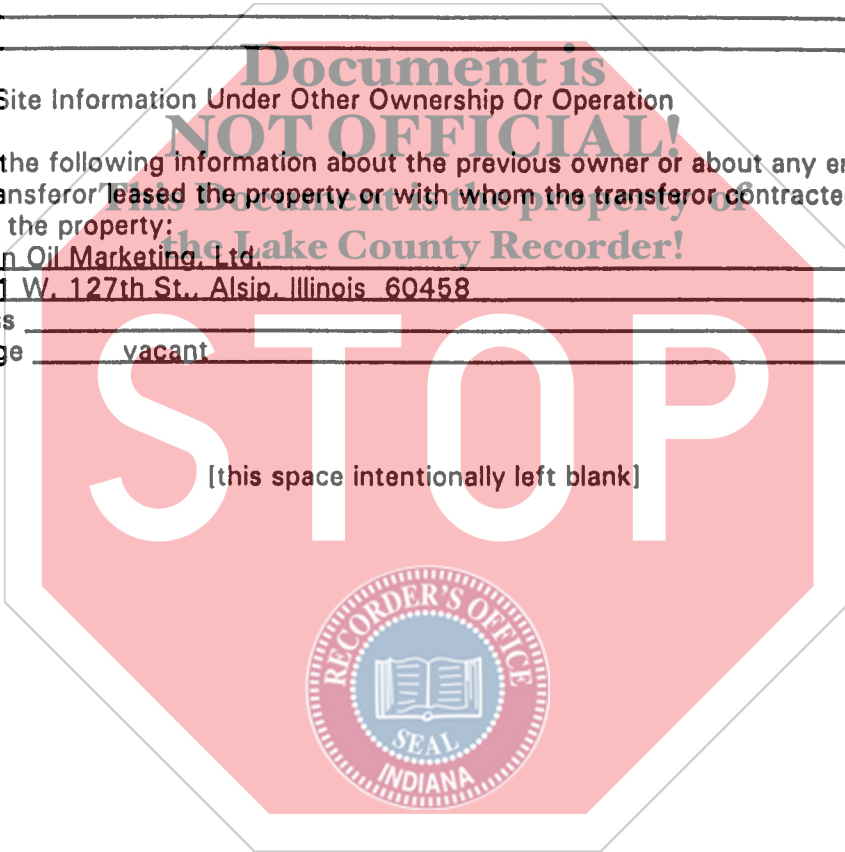 Document is
Site Information Under Other Ownership Or Operation
NOT OFFICIAL!
the following information about the previous owner or about any
ansferor leased the property or with whom the transferor contracte
This Document is the property of
the property:
the Lake County Recorder!
n Oil Marketing, Ltd.
1 W. 127th St., Alsip, Illinois 60458
s
ge vacant
STOP
[this space intentionally left blank]
RECORDER'S OFFICE
SEAL
INDIANA